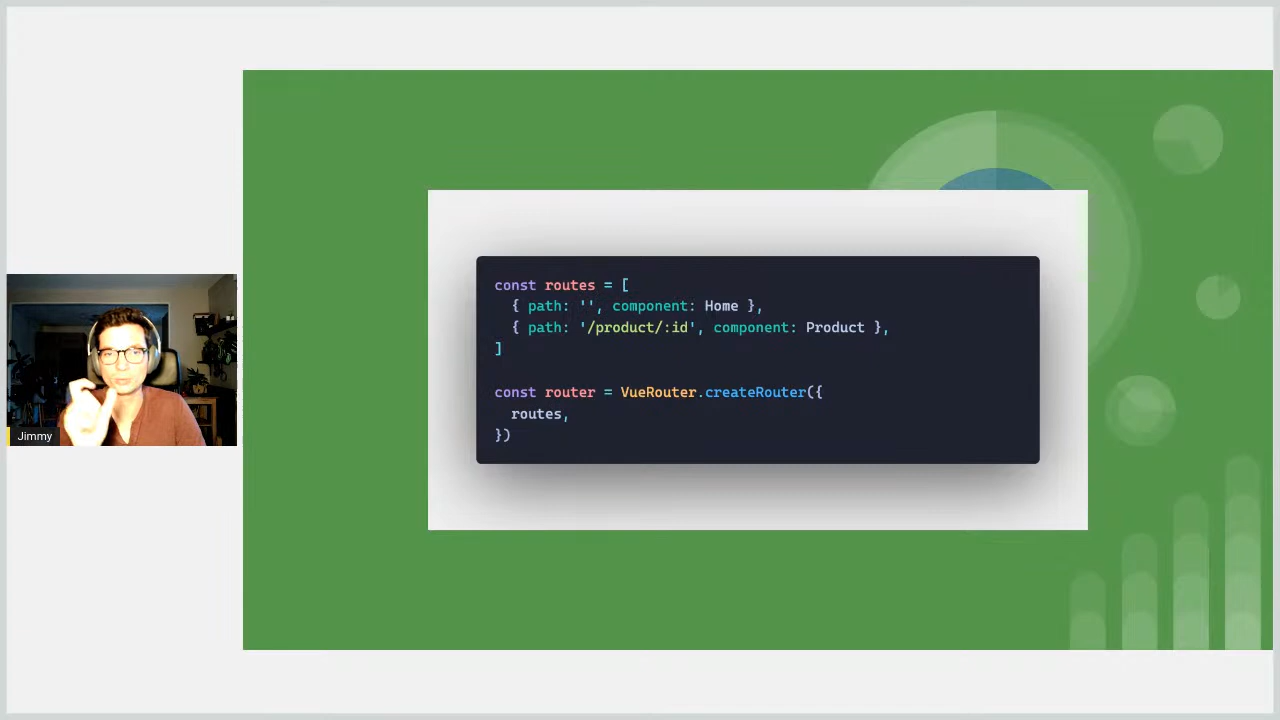 const routes = [
  { path: '', component: Home },
  { path: '/product/:id', component: Product },
]
const router = VueRouter.createRouter({
  routes,
})
Jimmy